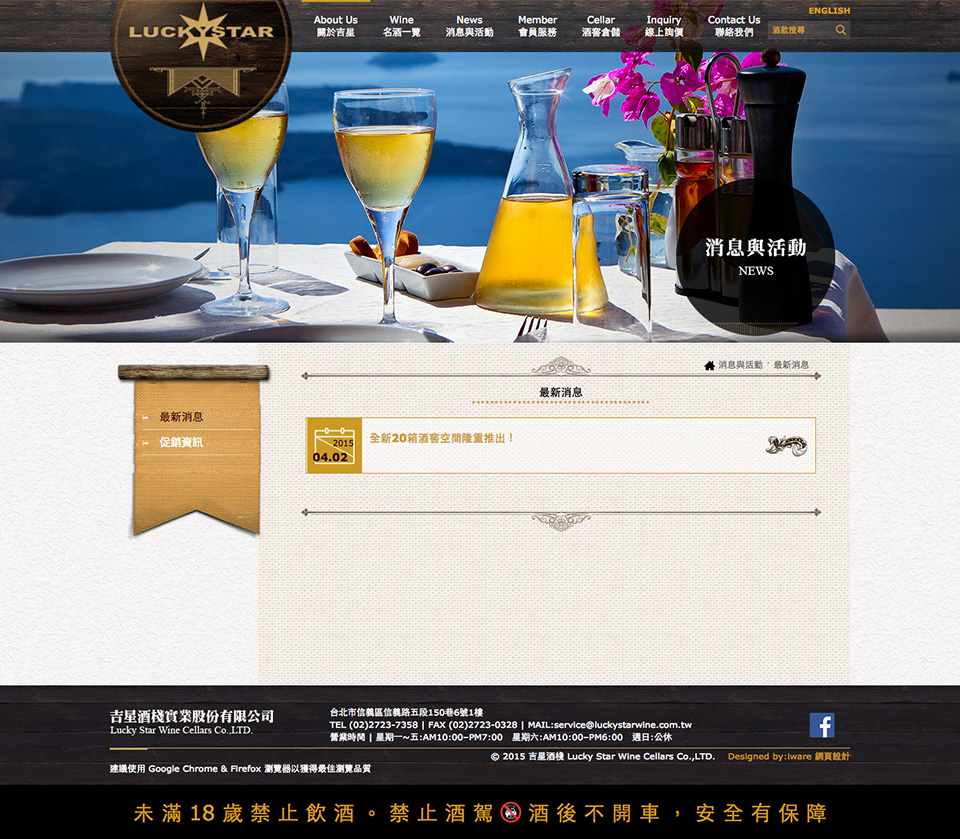 ENGLISH
LUCKYSTAR
About Us
關於吉星
Wine
名酒一覽
News
消息與活動
Member
會員服務
Cellar
酒窖倉儲
Inquiry
線上詢價
Contact Us
聯絡我們
酒款搜尋
消息與活動
NEWS
消息與活動 , 最新消息
最新消息
促銷資訊
最新消息
2015
04.02
全新20箱酒窖空間隆重推出！
吉星酒棧實業股份有限公司
Lucky Star Wine Cellars Co.,LTD.
台北市信義區信義路五段150巷6號1樓
TEL (02)2723-7358 | FAX (02)2723-0328 | MAIL:service@luckystarwine.com.tw
營業時間 | 星期一~五:AM10:00~PM7:00 星期六:AM10:00~PM6:00 週日:公休
© 2015 吉星酒棧 Lucky Star Wine Cellars Co.,LTD. Designed by:iware 網頁設計
建議使用 Google Chrome & Firefox 瀏覽器以獲得最佳瀏覽品質
未滿18歲禁止飲酒。禁止酒駕 酒後不開車，安全有保障